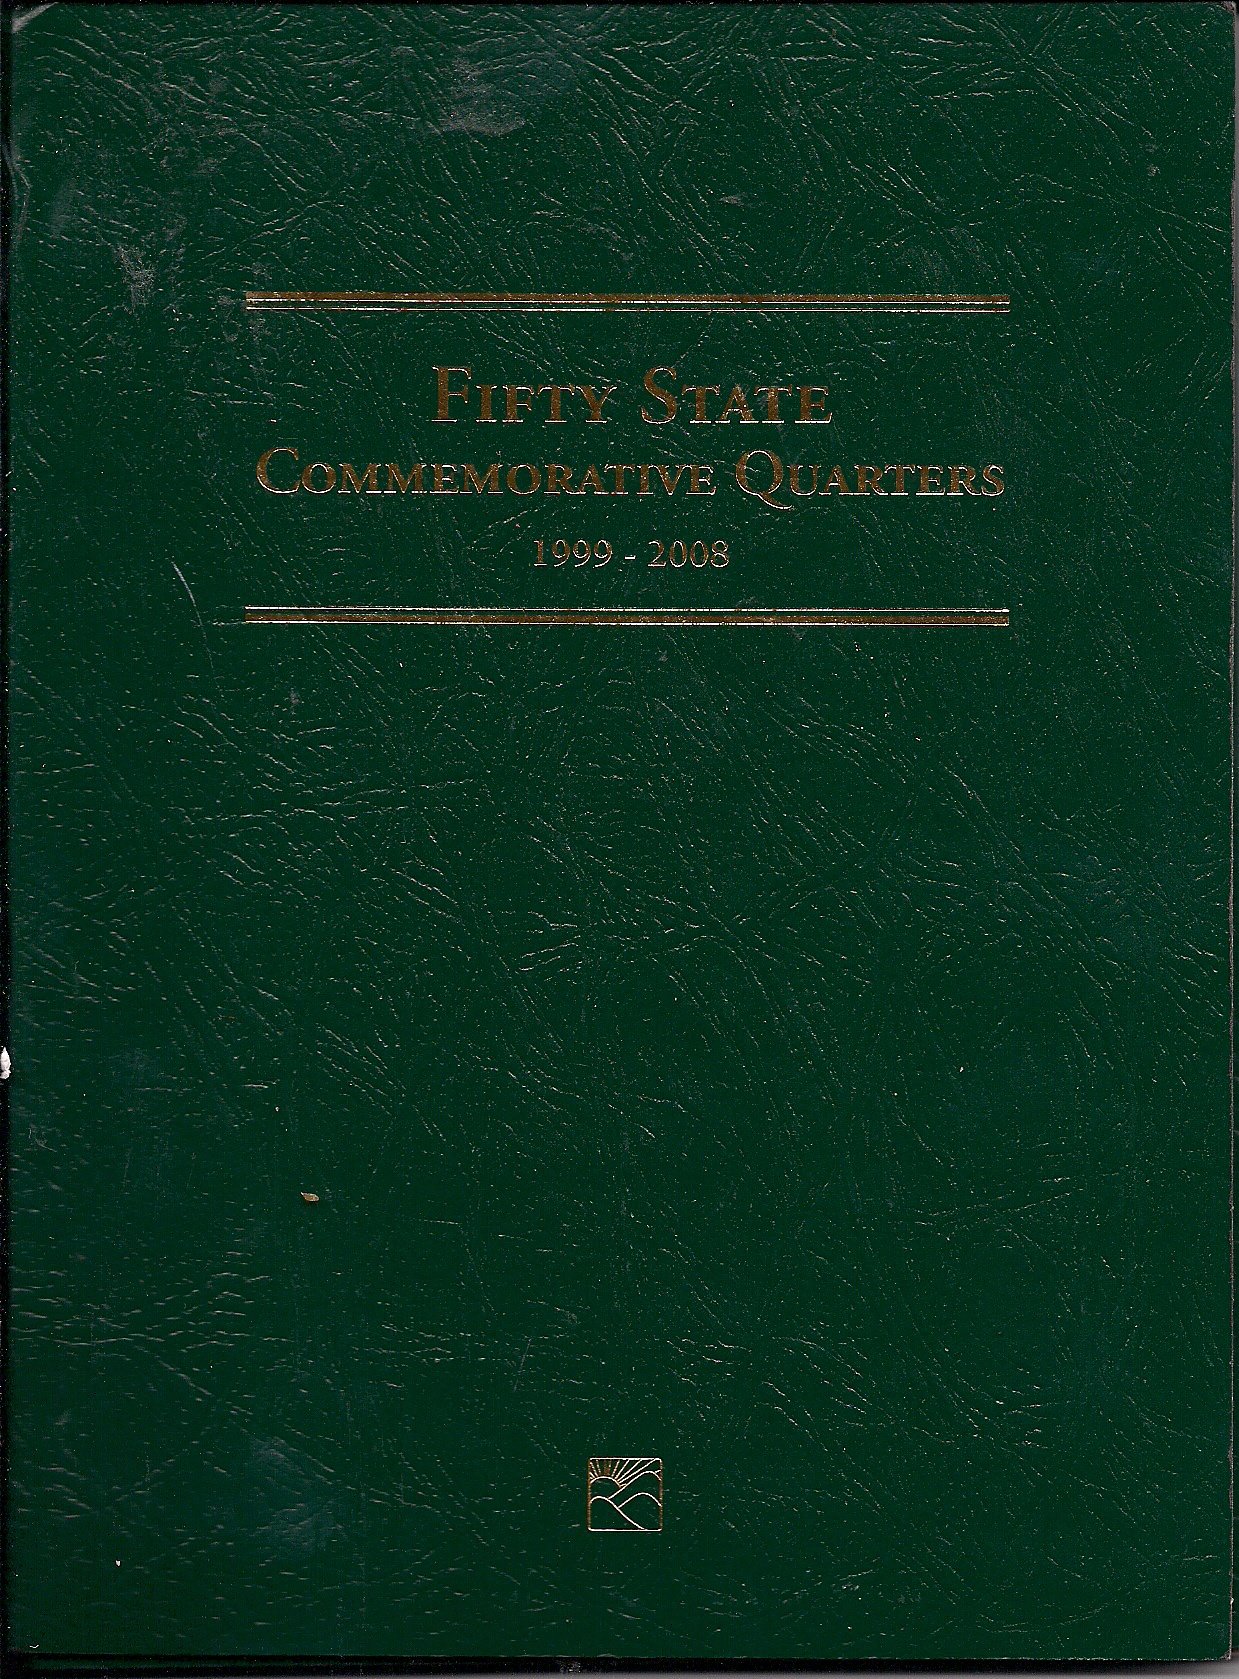 FIFTY STATE
COMMEMORATIVE QUARTERS
1999 - 2008